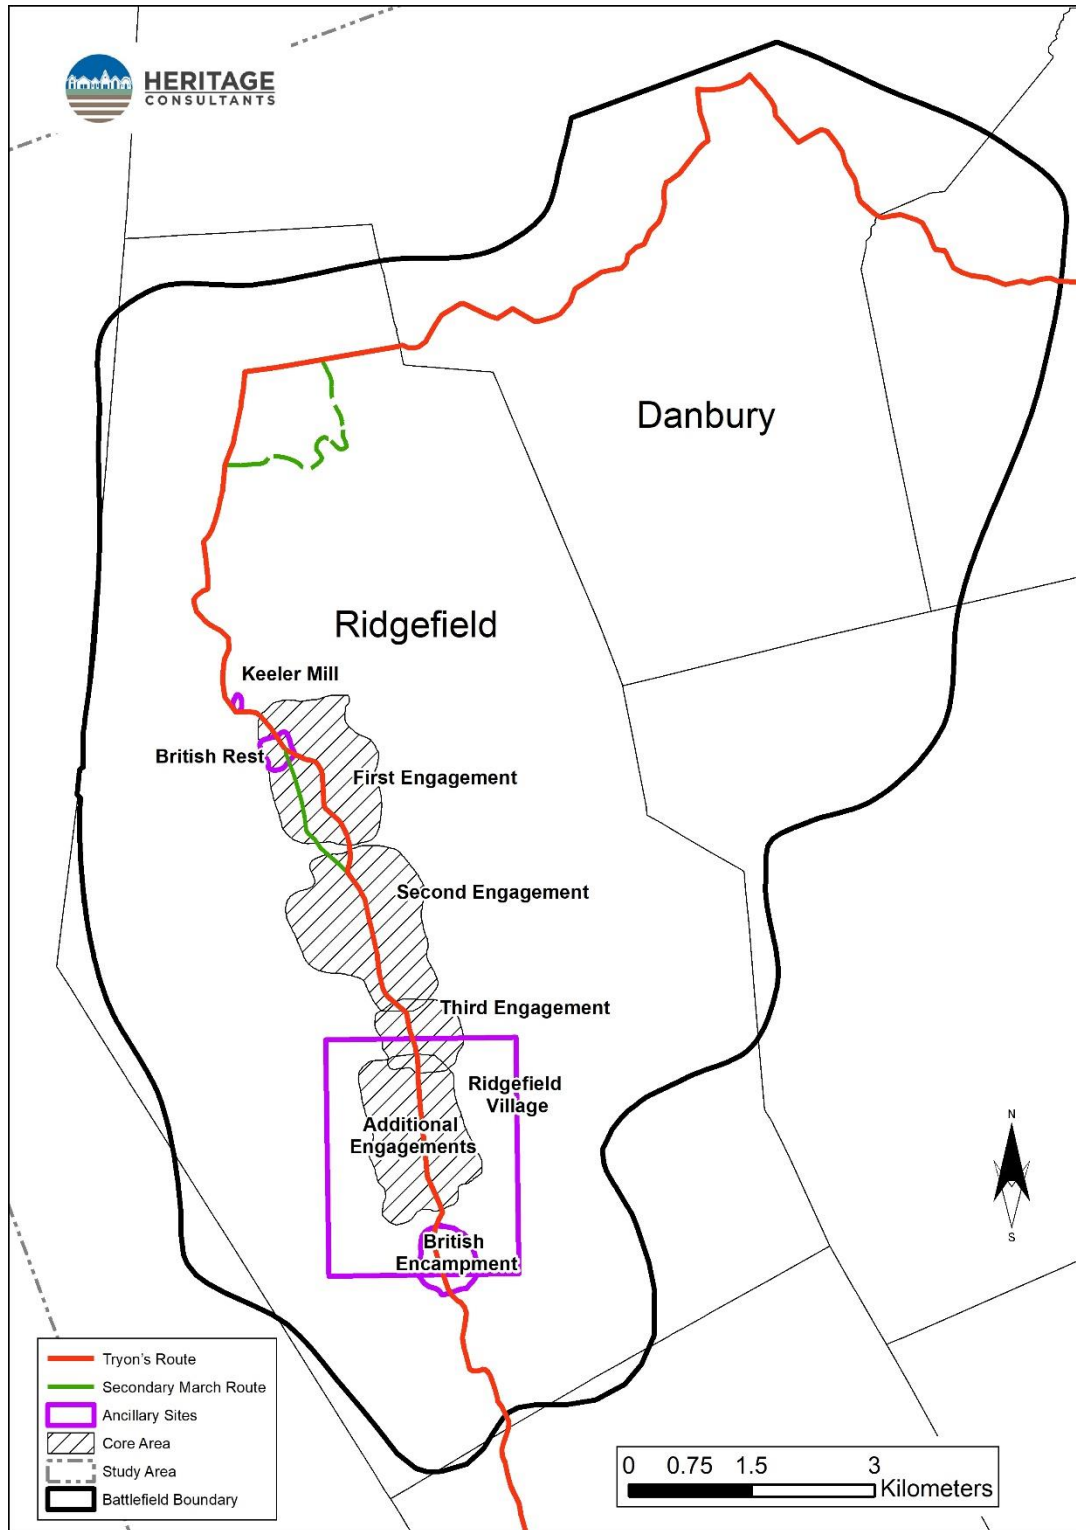 HERITAGE
CONSULTANTS
Danbury
Ridgefield
Keeler Mill
British Rest
First Engagement
Second Engagement
Third Engagement
Ridgefield
Village
Additional
Engagements
British
Encampment
N
S
Tryon's Route
Secondary March Route
Ancillary Sites
Core Area
Study Area
Battlefield Boundary
0 0.75 1.5 3
Kilometers